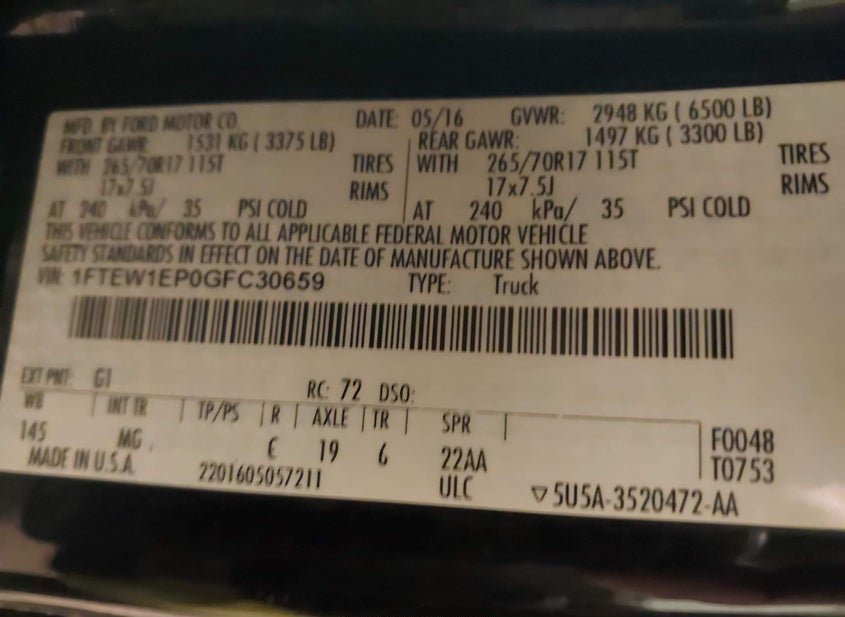 MFD. BY FORD MOTOR CO. DATE: 05/16 GVWR: 2948 KG ( 6500 LB)
FRONT GAWR: 1531 KG ( 3375 LB) REAR GAWR: 1497 KG ( 3300 LB)
WITH 265/70R17 115T TIRES WITH 265/70R17 115T TIRES
17x7.5J RIMS 17x7.5J RIMS
AT 240 kPa/ 35 PSI COLD AT 240 kPa/ 35 PSI COLD
THIS VEHICLE CONFORMS TO ALL APPLICABLE FEDERAL MOTOR VEHICLE
SAFETY STANDARDS IN EFFECT ON THE DATE OF MANUFACTURE SHOWN ABOVE.
VIN: 1FTEW1EP0GFC30659 TYPE: Truck
EXT PNT: G1 RC: 72 DSO:
WB INT TR TP/PS R AXLE TR SPR
145 MG E 19 6 22AA F0048
MADE IN U.S.A. 2201605057211 ULC T0753
▽5U5A-3520472-AA